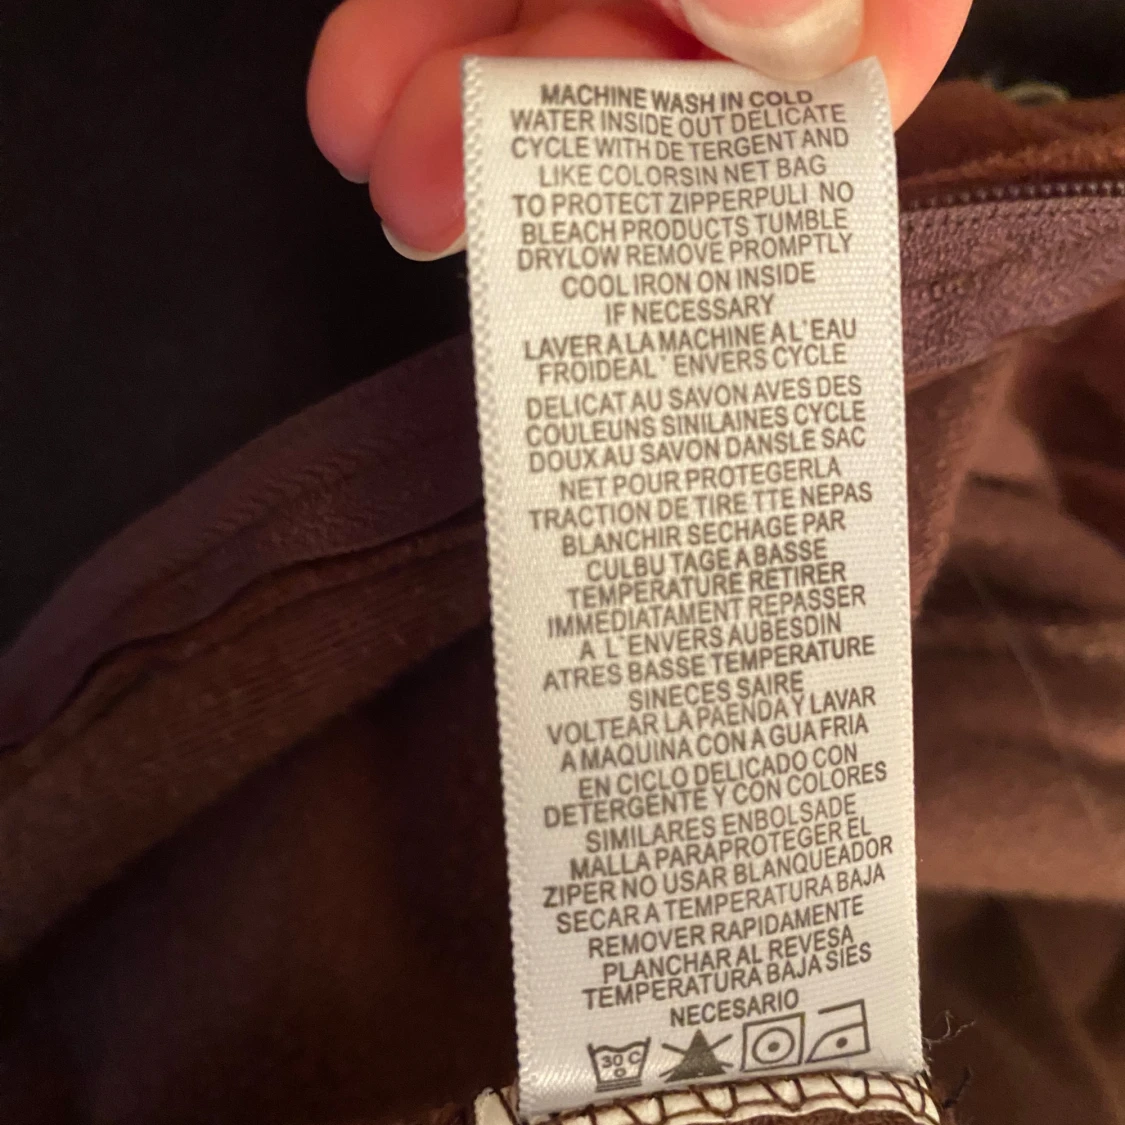 MACHINE WASH IN COLD
WATER INSIDE OUT DELICATE
CYCLE WITH DE TERGENT AND
LIKE COLORSIN NET BAG
TO PROTECT ZIPPERPULI NO
BLEACH PRODUCTS TUMBLE
DRYLOW REMOVE PROMPTLY
COOL IRON ON INSIDE
IF NECESSARY
LAVER A LA MACHINE A L'EAU
FROIDEAL' ENVERS CYCLE
DELICAT AU SAVON AVES DES
COULEUNS SINILAINES CYCLE
DOUX AU SAVON DANSLE SAC
NET POUR PROTEGERLA
TRACTION DE TIRE TTE NEPAS
BLANCHIR SECHAGE PAR
CULBU TAGE A BASSE
TEMPERATURE RETIRER
IMMEDIATAMENT REPASSER
A L'ENVERS AUBESDIN
ATRES BASSE TEMPERATURE
SINECES SAIRE
VOLTEAR LA PAENDA Y LAVAR
A MAQUINA CON A GUA FRIA
EN CICLO DELICADO CON
DETERGENTE Y CON COLORES
SIMILARES ENBOLSADE
MALLA PARAPROTEGER EL
ZIPER NO USAR BLANQUEADOR
SECAR A TEMPERATURA BAJA
REMOVER RAPIDAMENTE
PLANCHAR AL REVESA
TEMPERATURA BAJA SIES
NECESARIO
30 C